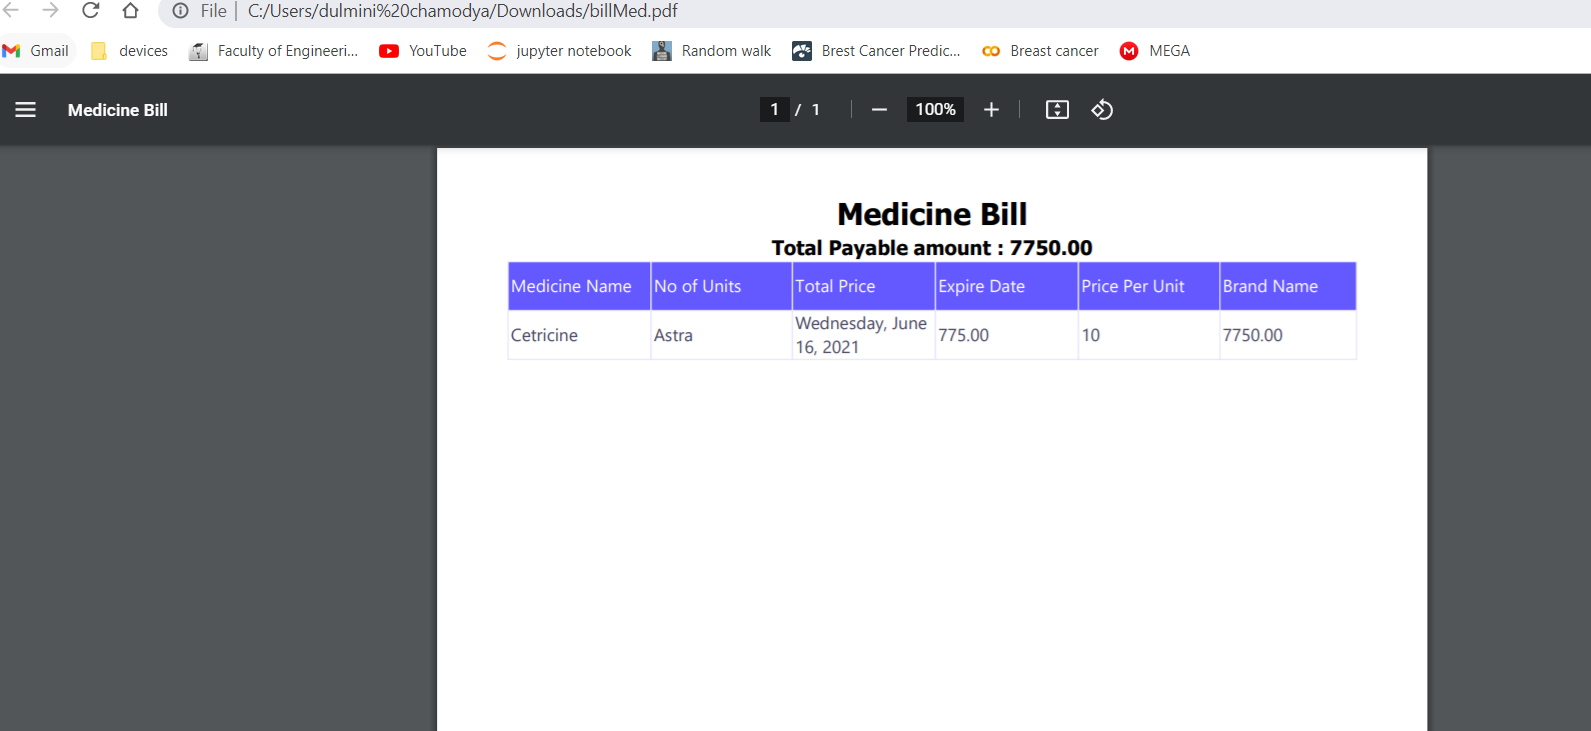 File | C:/Users/dulmini%20chamodya/Downloads/billMed.pdf
Gmail devices Faculty of Engineeri... YouTube jupyter notebook Random walk Brest Cancer Predic... Breast cancer MEGA
Medicine Bill 1 / 1 100%
Medicine Bill
Total Payable amount : 7750.00
Medicine Name No of Units Total Price Expire Date Price Per Unit Brand Name
Cetricine Astra Wednesday, June 16, 2021 775.00 10 7750.00